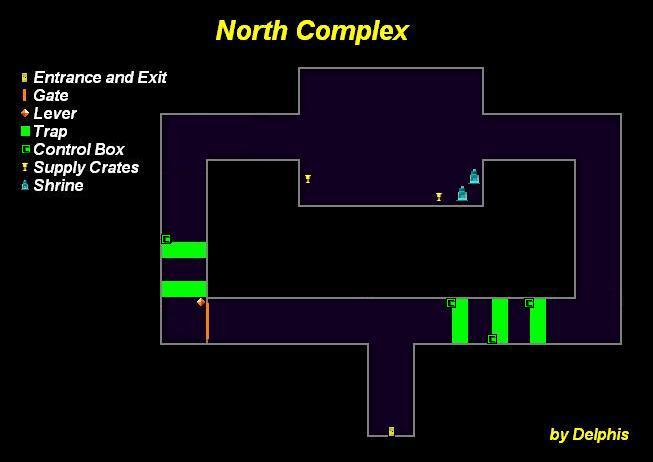 North Complex
Entrance and Exit
Gate
Lever
Trap
Control Box
Supply Crates
Shrine
by Delphis